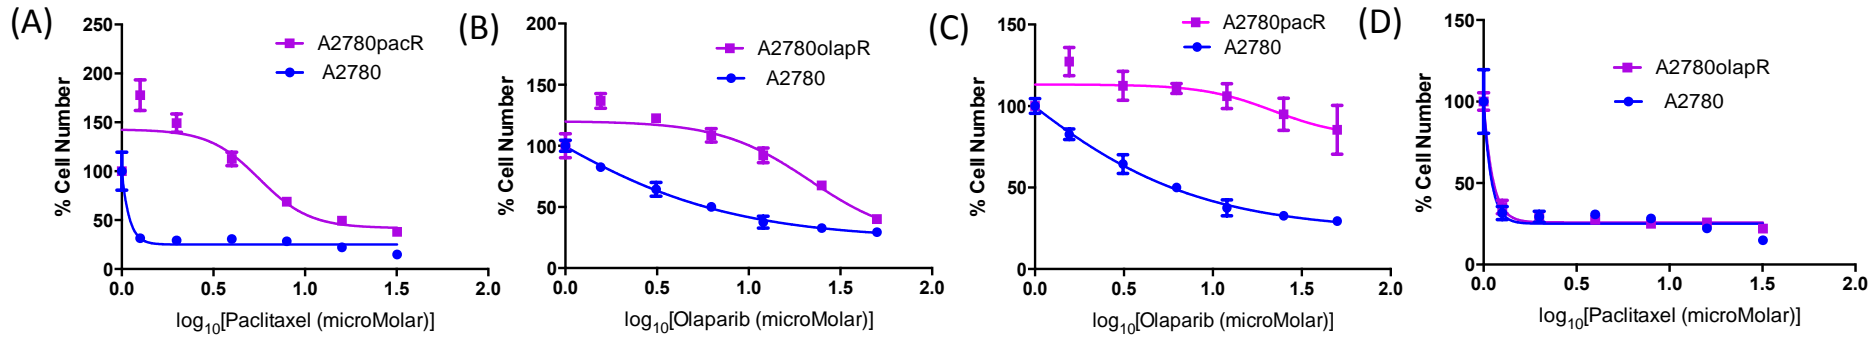 (A)
250
200
150
100
50
0
% Cell Number
A2780pacR
A2780
0.0 0.5 1.0 1.5 2.0
log10[Paclitaxel (microMolar)]
(B)
200
150
100
50
0
% Cell Number
A2780olapR
A2780
0.0 0.5 1.0 1.5 2.0
log10[Olaparib (microMolar)]
(C)
150
100
50
0
% Cell Number
A2780pacR
A2780
0.0 0.5 1.0 1.5 2.0
log10[Olaparib (microMolar)]
(D)
150
100
50
0
% Cell Number
A2780olapR
A2780
0.0 0.5 1.0 1.5 2.0
log10[Paclitaxel (microMolar)]